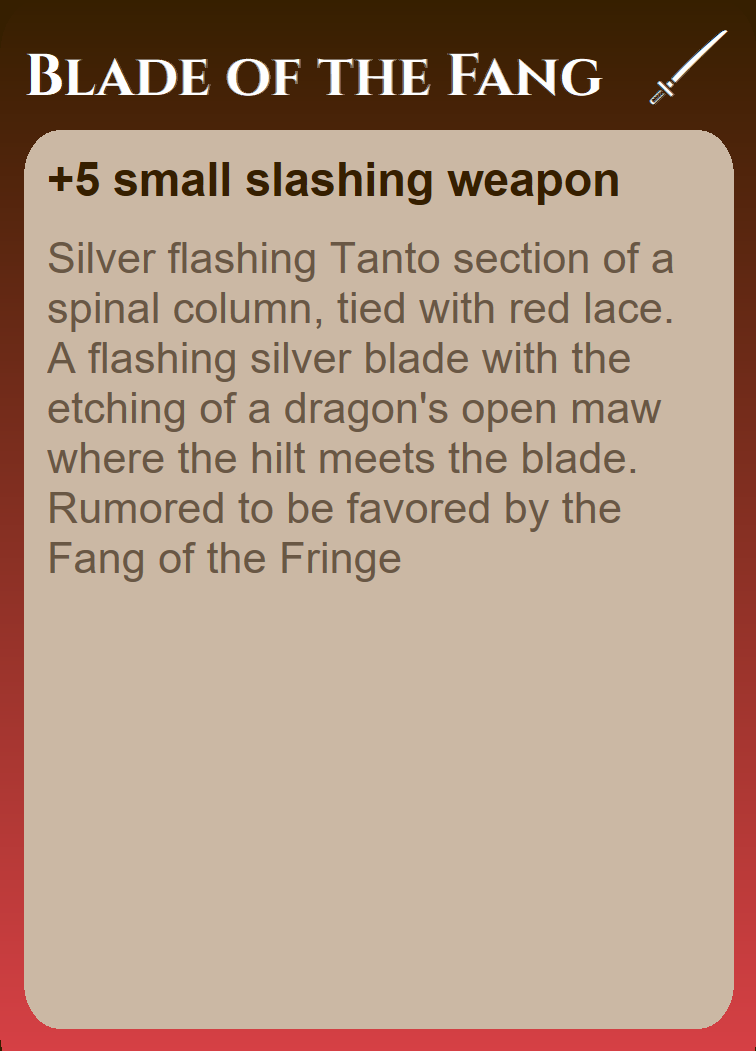 Blade of the Fang
+5 small slashing weapon
Silver flashing Tanto section of a
spinal column, tied with red lace.
A flashing silver blade with the
etching of a dragon's open maw
where the hilt meets the blade.
Rumored to be favored by the
Fang of the Fringe